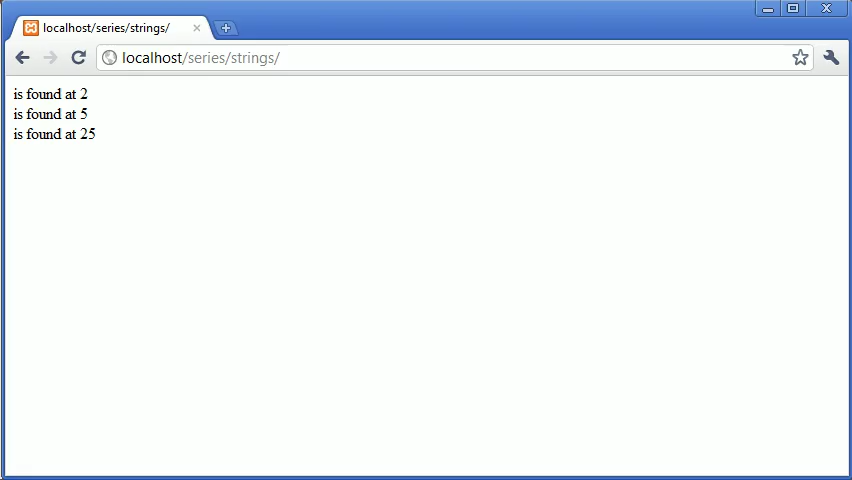 localhost/series/strings/
localhost/series/strings/
is found at 2
is found at 5
is found at 25